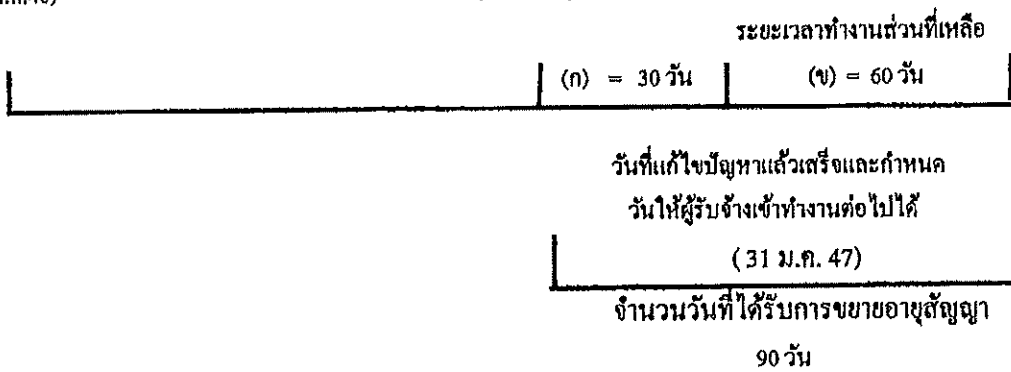 ระยะเวลาทำงานส่วนที่เหลือ
(ก) = 30 วัน (ข) = 60 วัน
วันที่แก้ไขปัญหาแล้วเสร็จและกำหนด
วันให้ผู้รับจ้างเข้าทำงานต่อไปได้
( 31 ม.ค. 47)
จำนวนวันที่ได้รับการขยายอายุสัญญา
90 วัน